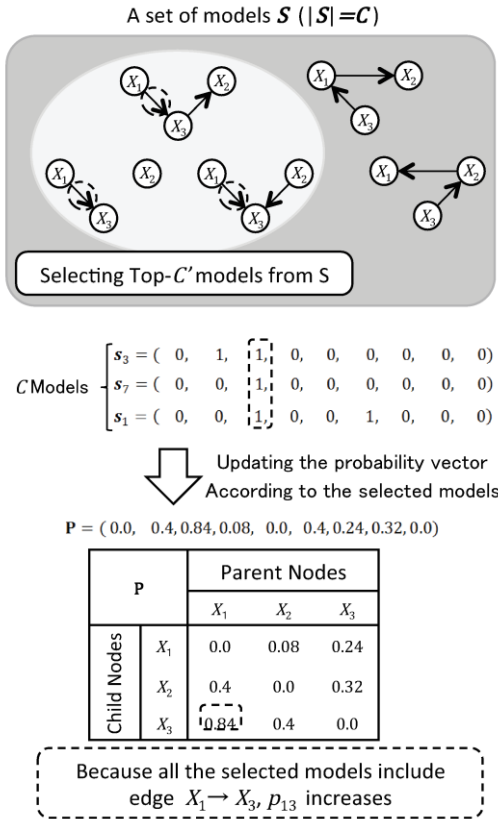 A set of models S (|S|=C)
X₁ X₂ X₁ X₂
X₃ X₃
X₁ X₂ X₁ X₂ X₁ X₂
X₃ X₃ X₃
Selecting Top-C' models from S
s₃ = ( 0, 1, 1, 0, 0, 0, 0, 0, 0)
C Models s₇ = ( 0, 0, 1, 0, 0, 0, 0, 0, 0)
s₁ = ( 0, 0, 1, 0, 0, 1, 0, 0, 0)
Updating the probability vector
According to the selected models
P = ( 0.0, 0.4, 0.84, 0.08, 0.0, 0.4, 0.24, 0.32, 0.0)
P Parent Nodes
X₁ X₂ X₃
Child Nodes
X₁ 0.0 0.08 0.24
X₂ 0.4 0.0 0.32
X₃ 0.84 0.4 0.0
Because all the selected models include
edge X₁→ X₃, p₁₃ increases